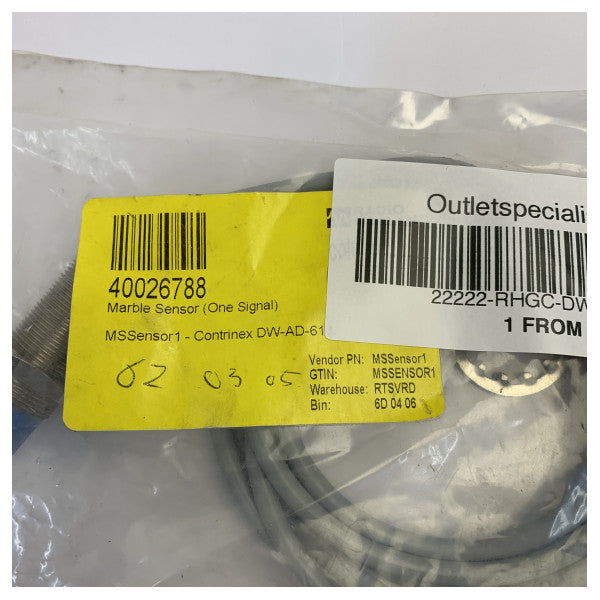 40026788
Marble Sensor (One Signal)
MSSensor1 - Contrinex DW-AD-61
62 03 05
Vendor PN: MSSensor1
GTIN: MSSENSOR1
Warehouse: RTSVRD
Bin: 6D 04 06
Outletspeciali
22222-RHGC-DW
1 FROM